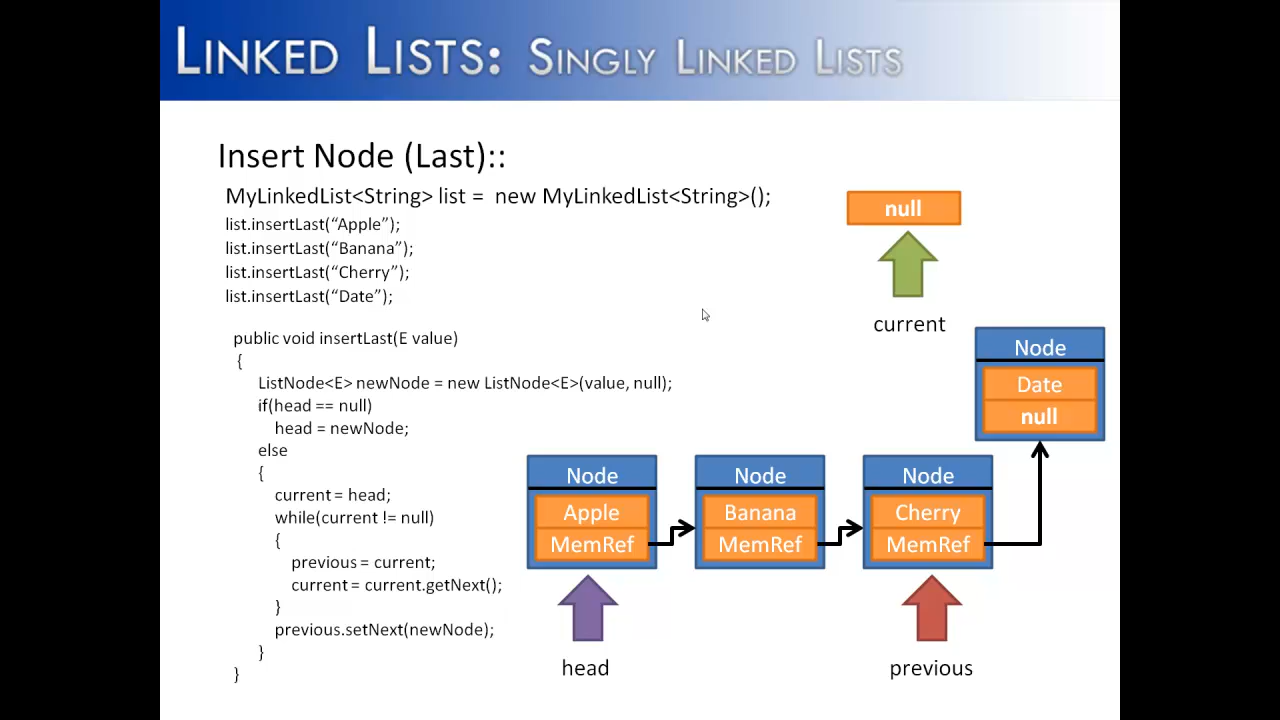 LINKED LISTS: SINGLY LINKED LISTS
Insert Node (Last)::
MyLinkedList<String> list = new MyLinkedList<String>();
list.insertLast(“Apple”);
list.insertLast(“Banana”);
list.insertLast(“Cherry”);
list.insertLast(“Date”);
public void insertLast(E value)
{
ListNode<E> newNode = new ListNode<E>(value, null);
if(head == null)
head = newNode;
else
{
current = head;
while(current != null)
{
previous = current;
current = current.getNext();
}
previous.setNext(newNode);
}
}
null
current
Node
Date
null
Node
Apple
MemRef
Node
Banana
MemRef
Node
Cherry
MemRef
head
previous